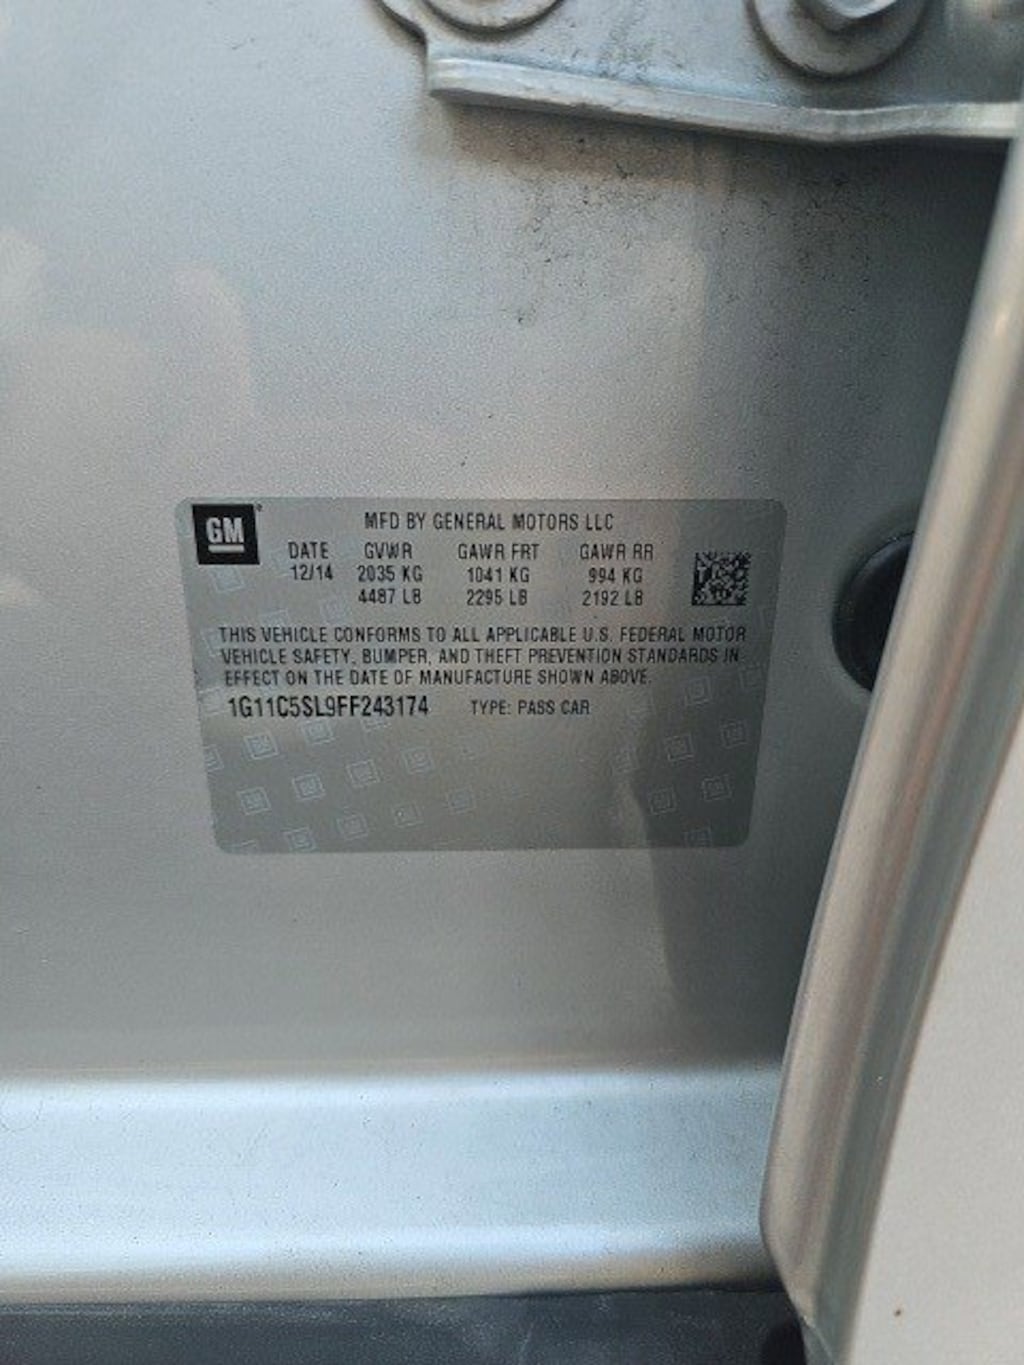 GM
MFD BY GENERAL MOTORS LLC
DATE GVWR GAWR FRT GAWR RR
12/14 2035 KG 1041 KG 994 KG
4487 LB 2295 LB 2192 LB
THIS VEHICLE CONFORMS TO ALL APPLICABLE U.S. FEDERAL MOTOR
VEHICLE SAFETY, BUMPER, AND THEFT PREVENTION STANDARDS IN
EFFECT ON THE DATE OF MANUFACTURE SHOWN ABOVE.
1G11C5SL9FF243174 TYPE: PASS CAR